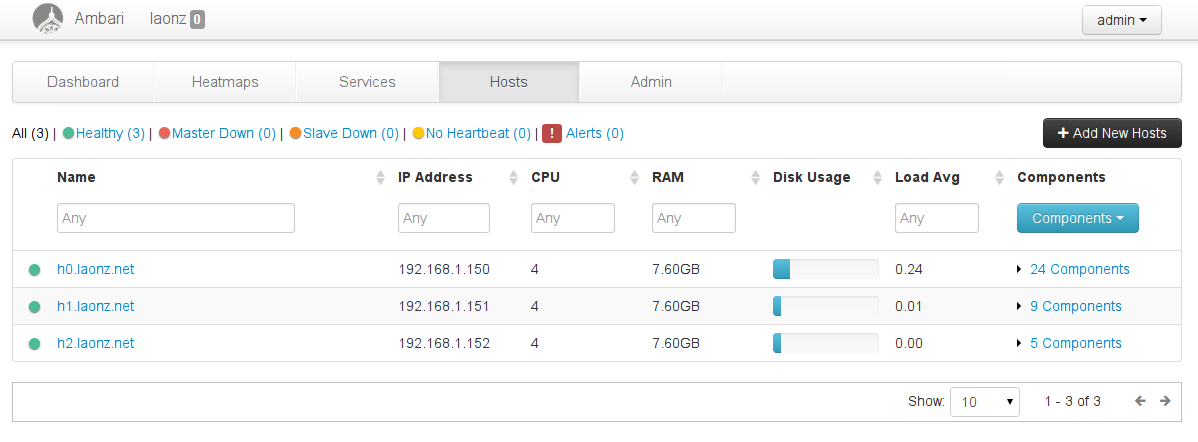 Ambari laonz 0 admin
Dashboard Heatmaps Services Hosts Admin
All (3) | Healthy (3) | Master Down (0) | Slave Down (0) | No Heartbeat (0) | ! Alerts (0) + Add New Hosts
Name IP Address CPU RAM Disk Usage Load Avg Components
Any Any Any Any Any Components
h0.laonz.net 192.168.1.150 4 7.60GB 0.24 24 Components
h1.laonz.net 192.168.1.151 4 7.60GB 0.01 9 Components
h2.laonz.net 192.168.1.152 4 7.60GB 0.00 5 Components
Show: 10 1 - 3 of 3